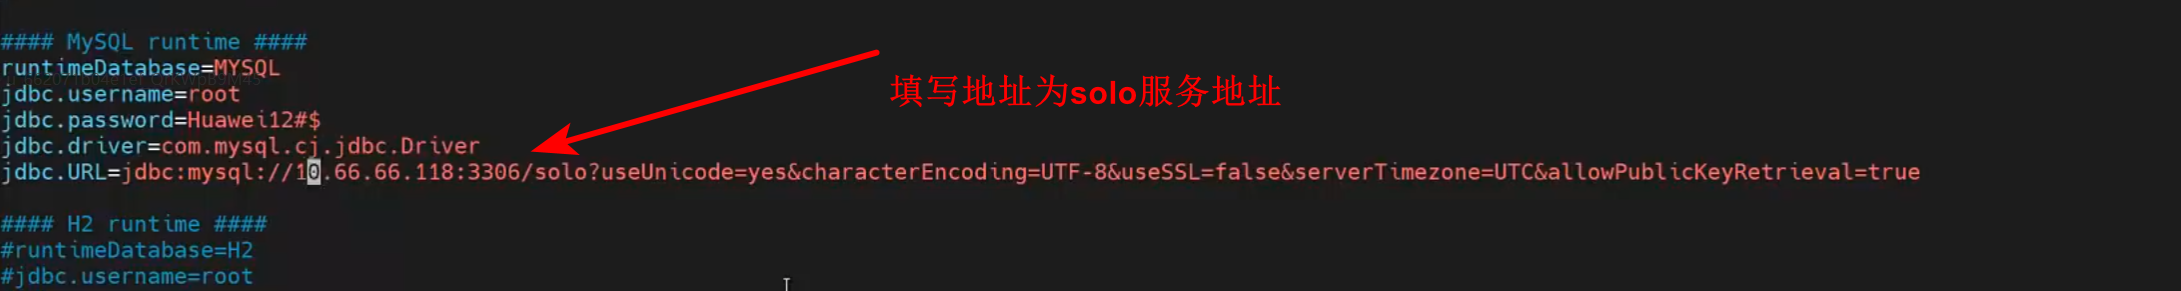 #### MySQL runtime ####
runtimeDatabase=MYSQL
jdbc.username=root
jdbc.password=Huawei12#$
jdbc.driver=com.mysql.cj.jdbc.Driver
jdbc.URL=jdbc:mysql://10.66.66.118:3306/solo?useUnicode=yes&characterEncoding=UTF-8&useSSL=false&serverTimezone=UTC&allowPublicKeyRetrieval=true
填写地址为solo服务地址
#### H2 runtime ####
#runtimeDatabase=H2
#jdbc.username=root